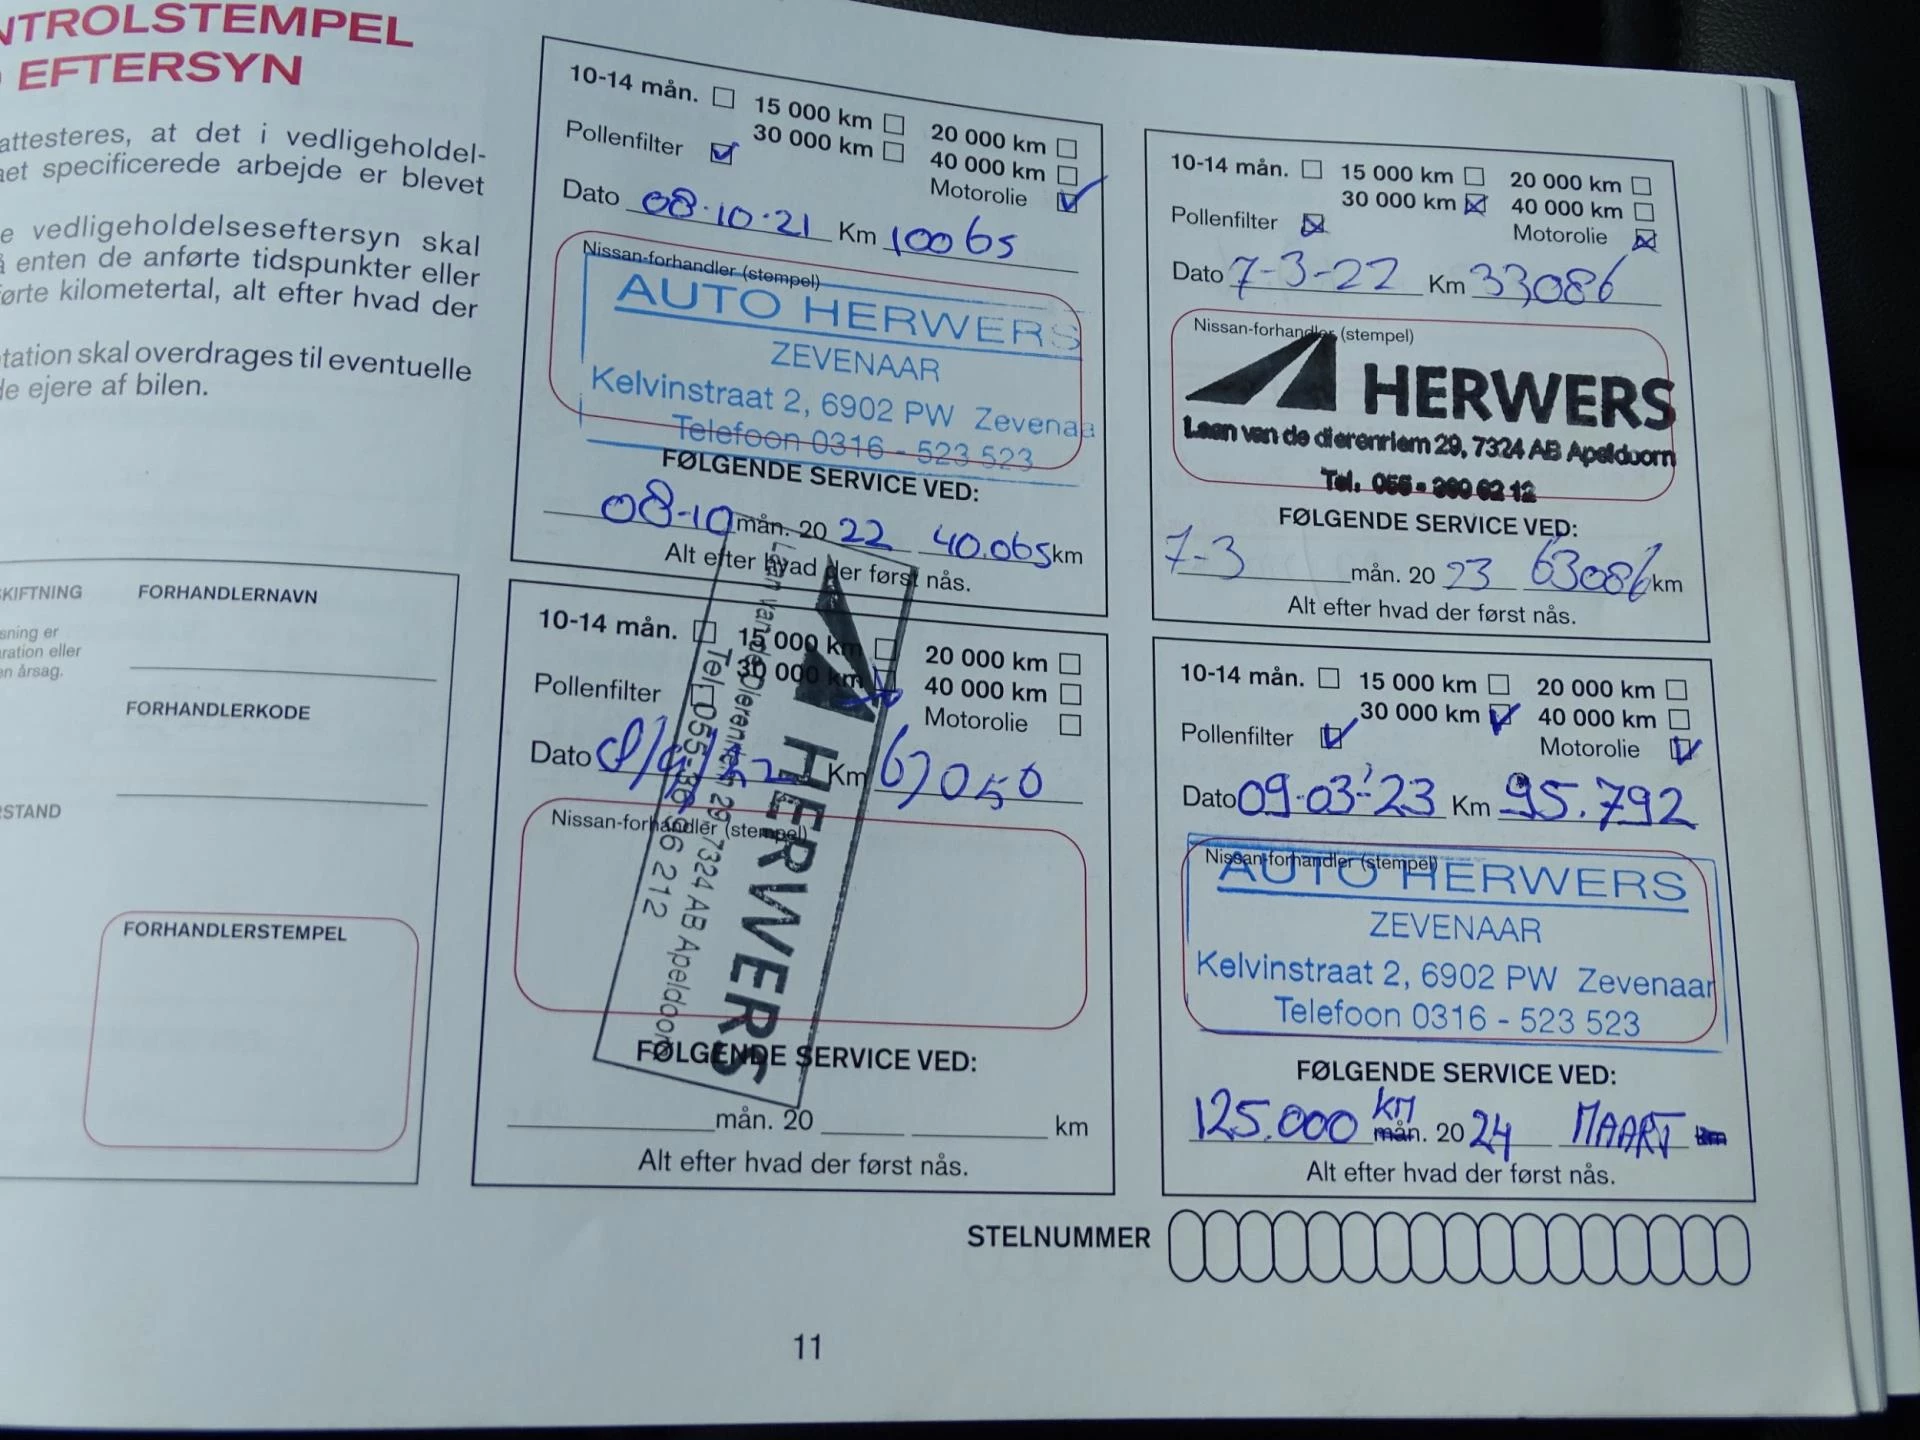 NTROLSTEMPEL
EFTERSYN
attesteres, at det i vedligeholdel-
et specificerede arbejde er blevet
e vedligeholdelseseftersyn skal
enten de anførte tidspunkter eller
ørte kilometertal, alt efter hvad der
tation skal overdrages til eventuelle
de ejere af bilen.
KIFTNING
sning er
ration eller
en årsag.
STAND
FORHANDLERNAVN
FORHANDLERKODE
FORHANDLERSTEMPEL
10-14 mån. 15 000 km 20 000 km
30 000 km 40 000 km
Pollenfilter Motorolie
Dato 08·10·21 Km 10065
Nissan-forhandler (stempel)
AUTO HERWERS
ZEVENAAR
Kelvinstraat 2, 6902 PW Zevenaa
Telefoon 0316 - 523 523
FØLGENDE SERVICE VED:
08-10 mån. 20 22 40.065 km
Alt efter hvad der først nås.
10-14 mån. 15 000 km 20 000 km
30 000 km 40 000 km
Pollenfilter Motorolie
Dato 7-3-22 Km 33086
Nissan-forhandler (stempel)
HERWERS
Laan van de dierenriem 29, 7324 AB Apeldoorn
Tel.
FØLGENDE SERVICE VED:
7-3 mån. 20 23 63086 km
Alt efter hvad der først nås.
10-14 mån. 15 000 km 20 000 km
30 000 km 40 000 km
Pollenfilter Motorolie
Dato Km 67050
Nissan-forhandler (stempel)
HERWERS
29, 7324 AB Apeldoorn
FØLGENDE SERVICE VED:
mån. 20 km
Alt efter hvad der først nås.
10-14 mån. 15 000 km 20 000 km
30 000 km 40 000 km
Pollenfilter Motorolie
Dato 09·03·'23 Km 95.792
Nissan-forhandler (stempel)
AUTO HERWERS
ZEVENAAR
Kelvinstraat 2, 6902 PW Zevenaar
Telefoon 0316 - 523 523
FØLGENDE SERVICE VED:
125.000 km mån. 20 24 MAART km
Alt efter hvad der først nås.
STELNUMMER
11